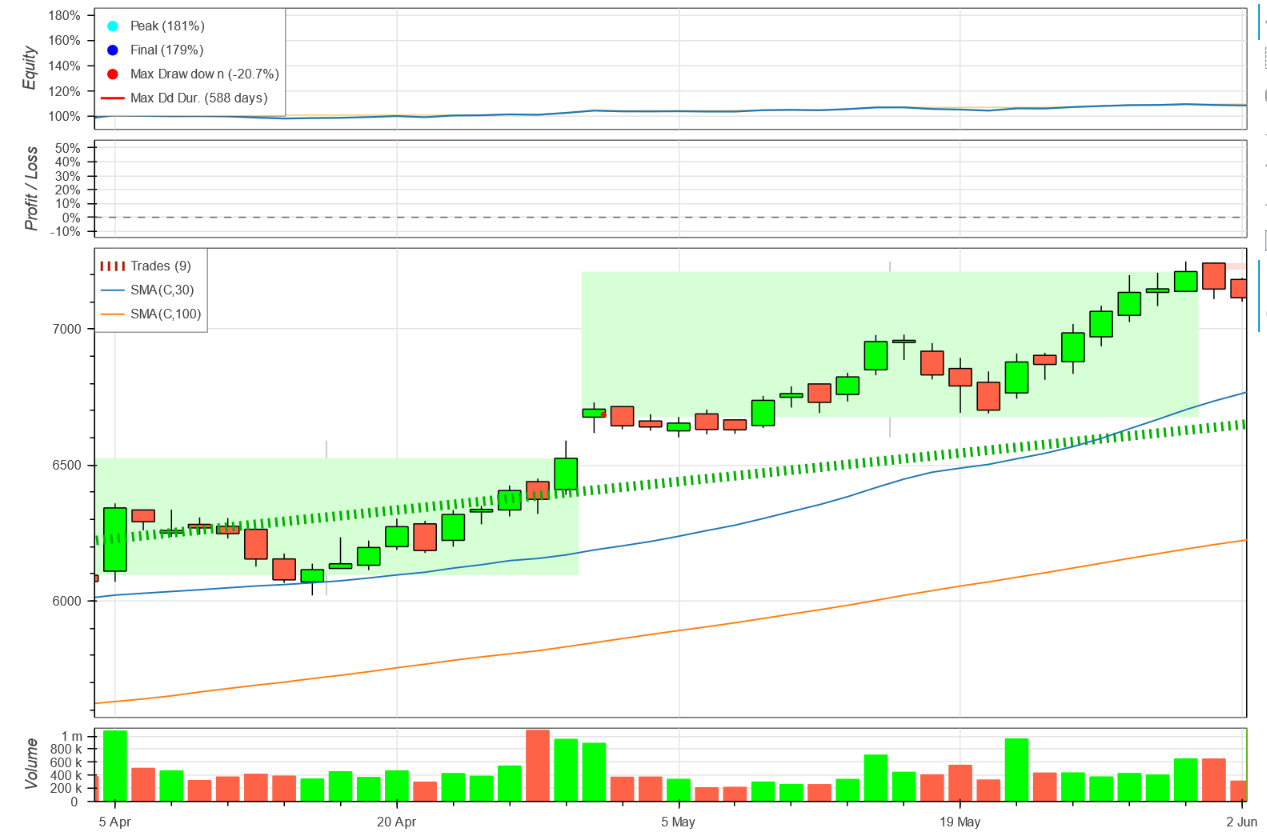 180%
160%
140%
120%
100%
Equity
Peak (181%)
Final (179%)
Max Drawdown (-20.7%)
Max Dd Dur. (588 days)
50%
40%
30%
20%
10%
0%
-10%
Profit / Loss
Trades (9)
SMA(C,30)
SMA(C,100)
7000
6500
6000
1 m
800 k
600 k
400 k
200 k
0
Volume
5 Apr
20 Apr
5 May
19 May
2 Jun